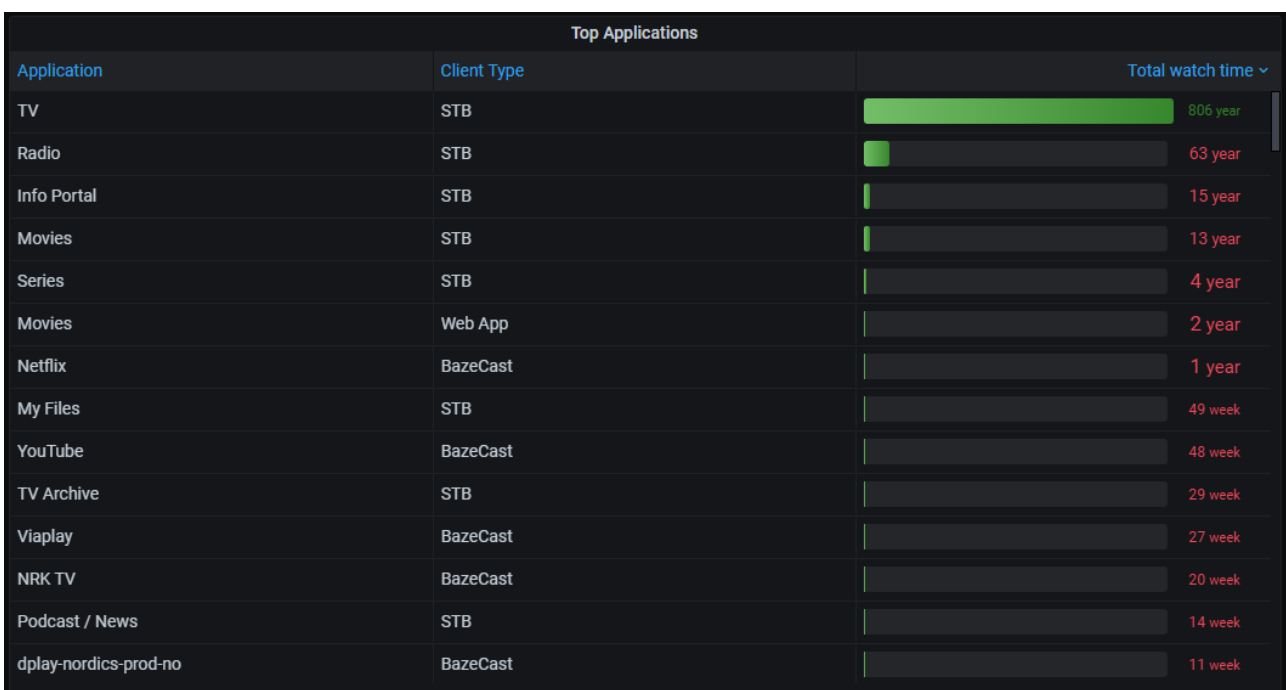 Top Applications
Application Client Type Total watch time
TV STB 806 year
Radio STB 63 year
Info Portal STB 15 year
Movies STB 13 year
Series STB 4 year
Movies Web App 2 year
Netflix BazeCast 1 year
My Files STB 49 week
YouTube BazeCast 48 week
TV Archive STB 29 week
Viaplay BazeCast 27 week
NRK TV BazeCast 20 week
Podcast / News STB 14 week
dplay-nordics-prod-no BazeCast 11 week